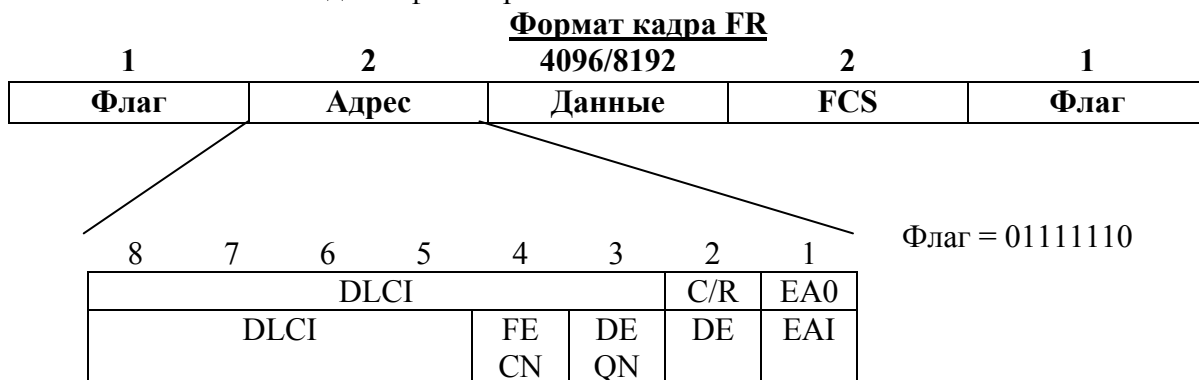 Формат кадра FR
1 2 4096/8192 2 1
Флаг Адрес Данные FCS Флаг
Флаг = 01111110
8 7 6 5 4 3 2 1
DLCI C/R EA0
DLCI FE DE DE EAI
CN QN